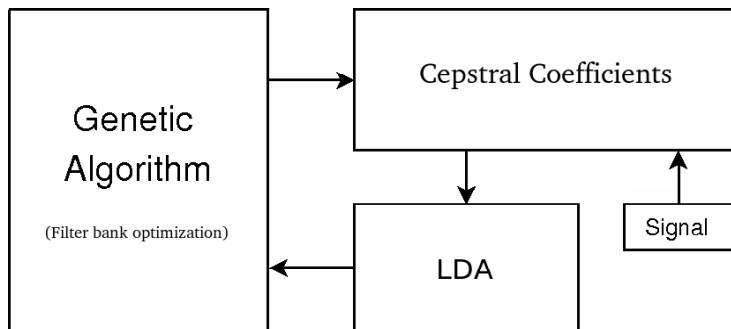 Genetic
Algorithm
(Filter bank optimization)
Cepstral Coefficients
LDA
Signal